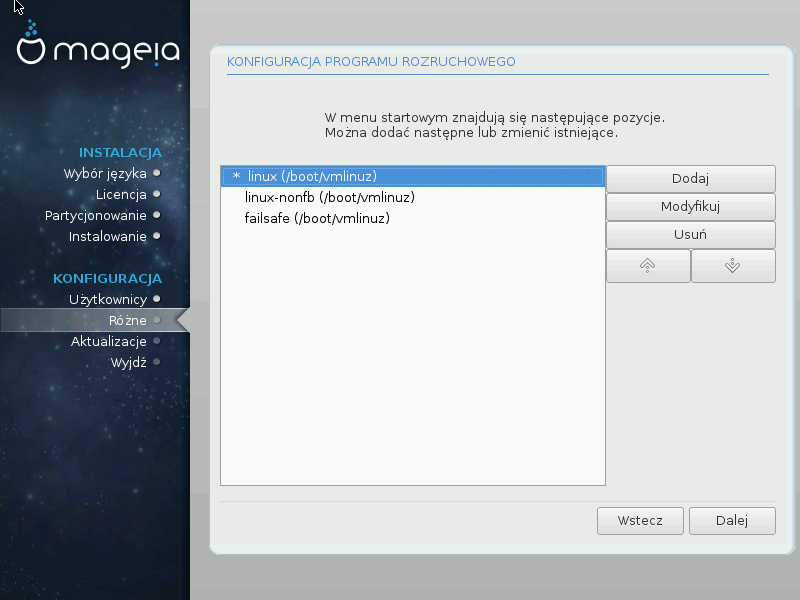 mageia
INSTALACJA
Wybór języka
Licencja
Partycjonowanie
Instalowanie
KONFIGURACJA
Użytkownicy
Różne
Aktualizacje
Wyjdź
KONFIGURACJA PROGRAMU ROZRUCHOWEGO
W menu startowym znajdują się następujące pozycje.
Można dodać następne lub zmienić istniejące.
* linux (/boot/vmlinuz)
linux-nonfb (/boot/vmlinuz)
failsafe (/boot/vmlinuz)
Dodaj
Modyfikuj
Usuń
Wstecz
Dalej